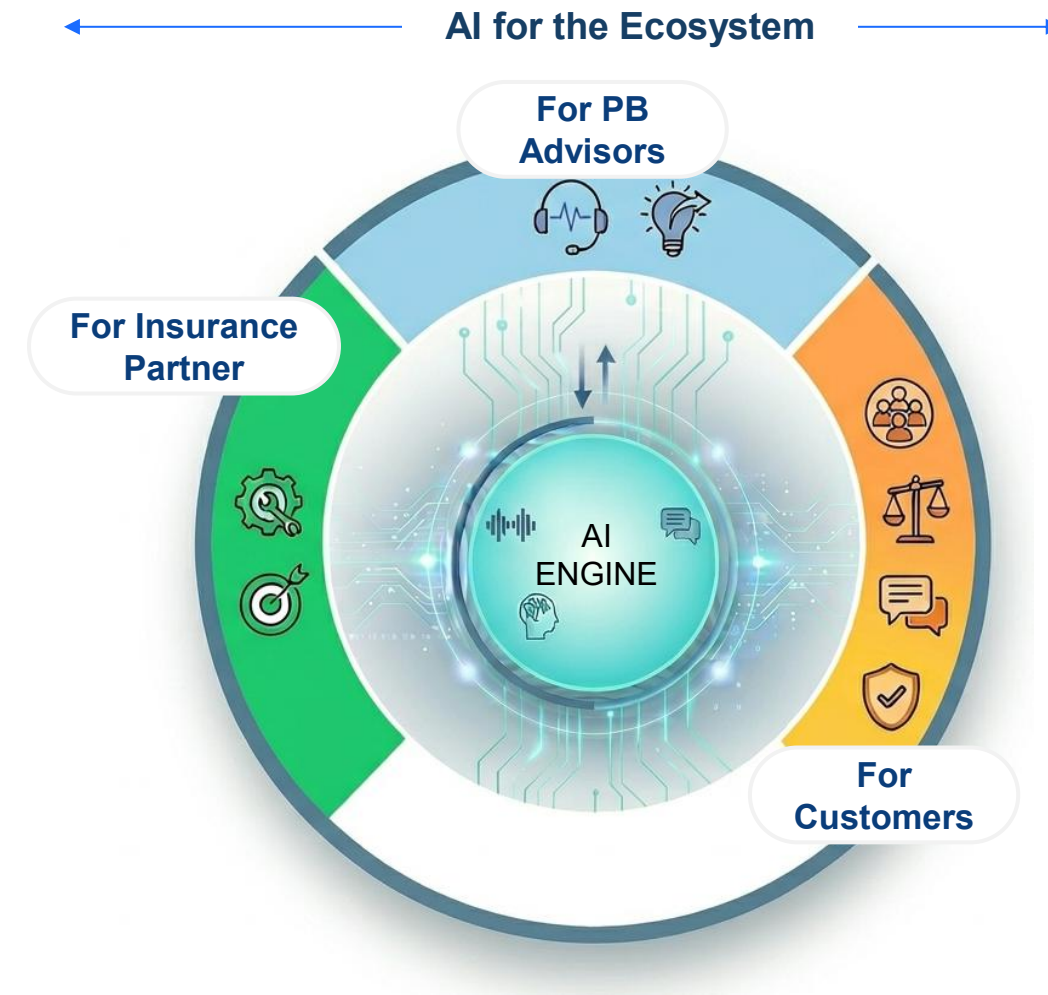 AI for the Ecosystem
For PB
Advisors
For Insurance
Partner
AI
ENGINE
For
Customers